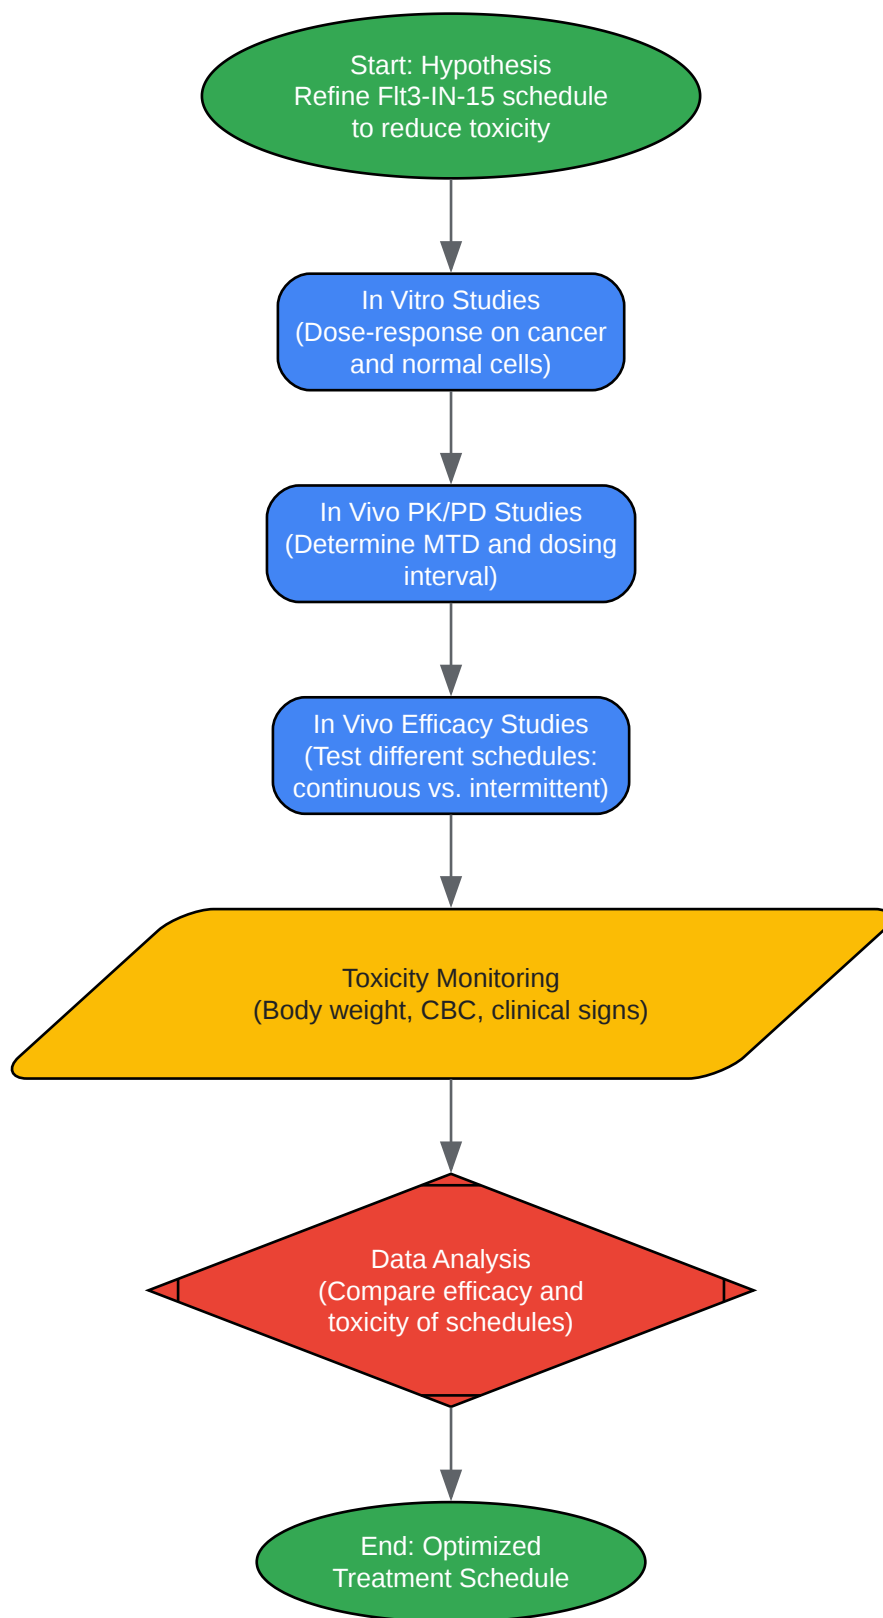 Start: Hypothesis
Refine Flt3-IN-15 schedule
to reduce toxicity
In Vitro Studies
(Dose-response on cancer
and normal cells)
In Vivo PK/PD Studies
(Determine MTD and dosing
interval)
In Vivo Efficacy Studies
(Test different schedules:
continuous vs. intermittent)
Toxicity Monitoring
(Body weight, CBC, clinical signs)
Data Analysis
(Compare efficacy and
toxicity of schedules)
End: Optimized
Treatment Schedule